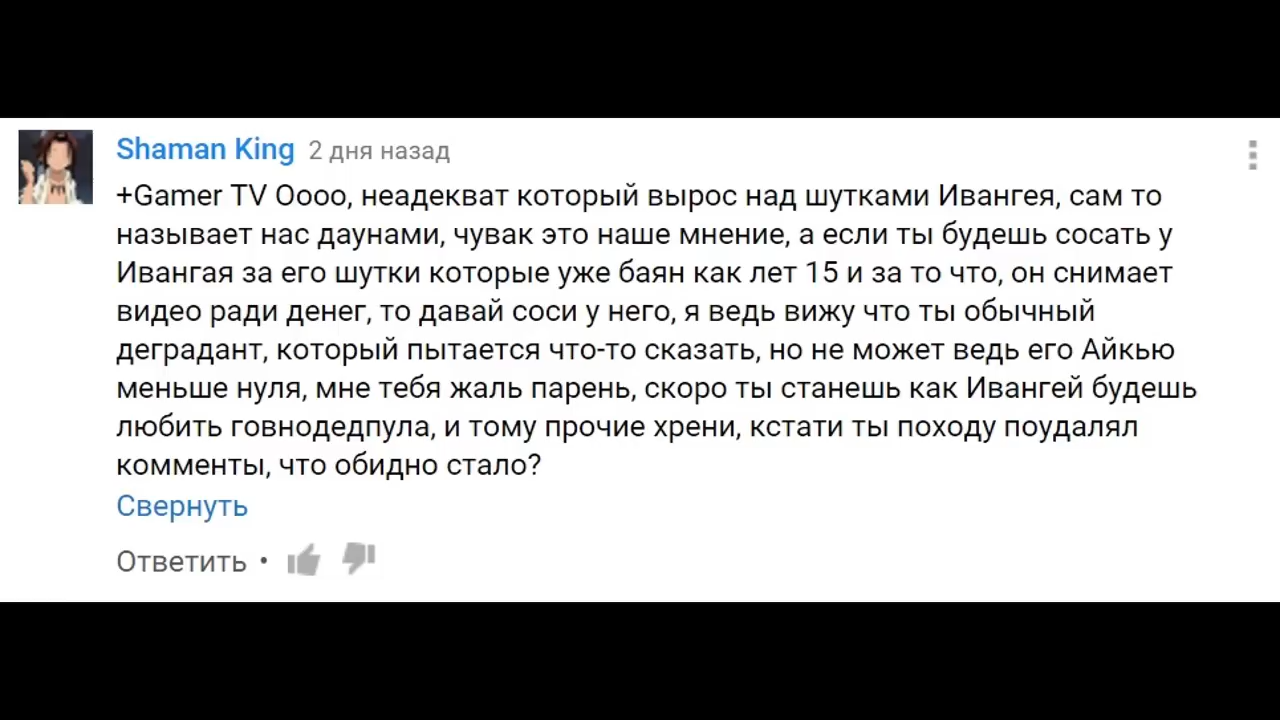 Shaman King 2 дня назад
+Gamer TV Оооо, неадекват который вырос над шутками Ивангея, сам то
называет нас даунами, чувак это наше мнение, а если ты будешь сосать у
Ивангая за его шутки которые уже баян как лет 15 и за то что, он снимает
видео ради денег, то давай соси у него, я ведь вижу что ты обычный
деградант, который пытается что-то сказать, но не может ведь его Айкью
меньше нуля, мне тебя жаль парень, скоро ты станешь как Ивангей будешь
любить говнодедпула, и тому прочие хрени, кстати ты походу поудалял
комменты, что обидно стало?
Свернуть
Ответить •